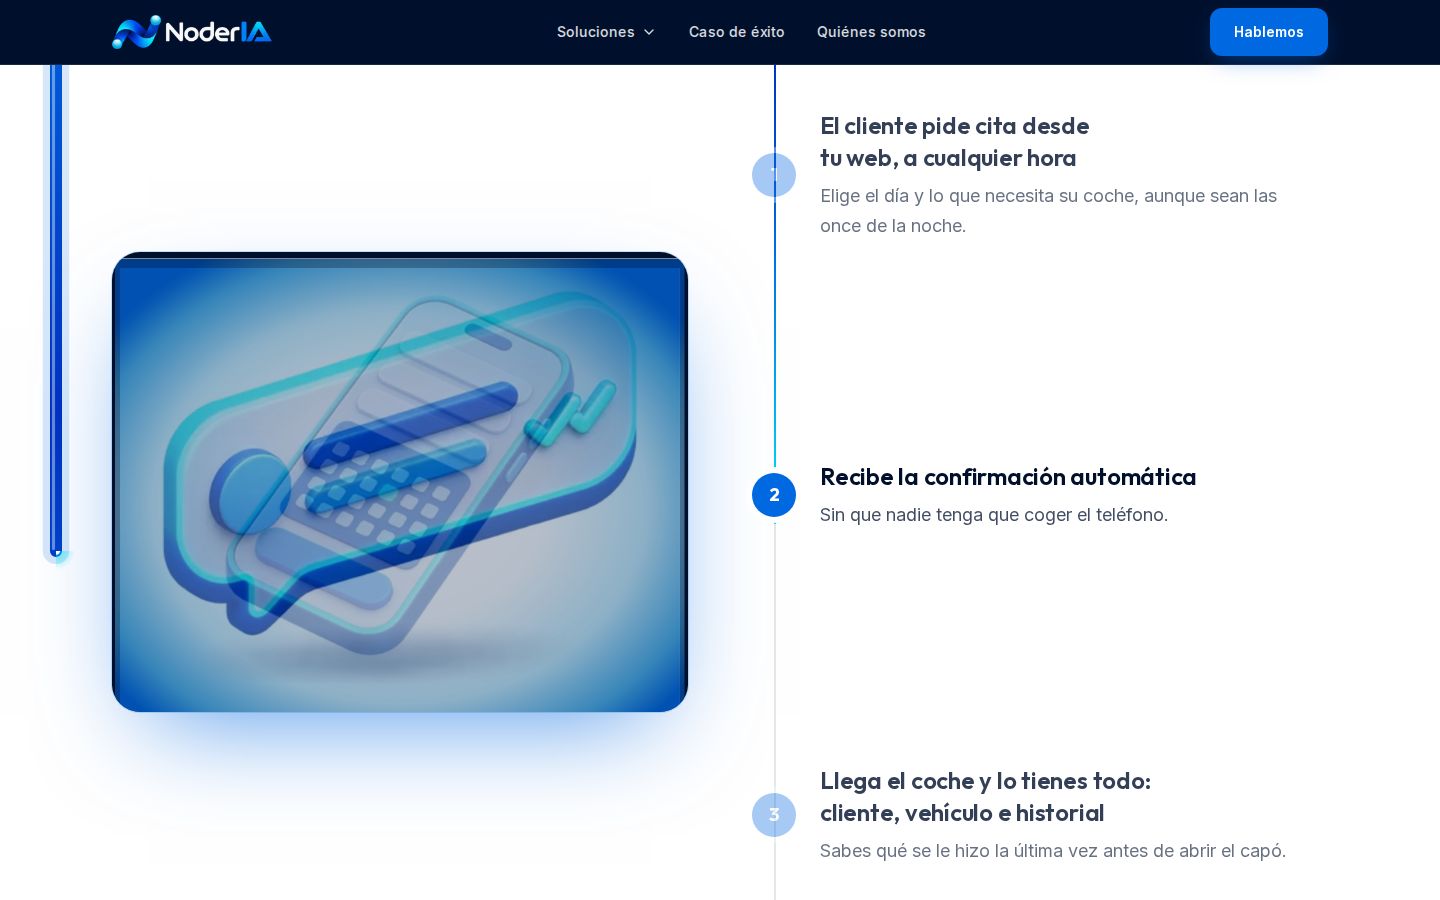 NoderIA
Soluciones
Caso de éxito
Quiénes somos
Hablemos
1
El cliente pide cita desde
tu web, a cualquier hora
Elige el día y lo que necesita su coche, aunque sean las
once de la noche.
2
Recibe la confirmación automática
Sin que nadie tenga que coger el teléfono.
3
Llega el coche y lo tienes todo:
cliente, vehículo e historial
Sabes qué se le hizo la última vez antes de abrir el capó.